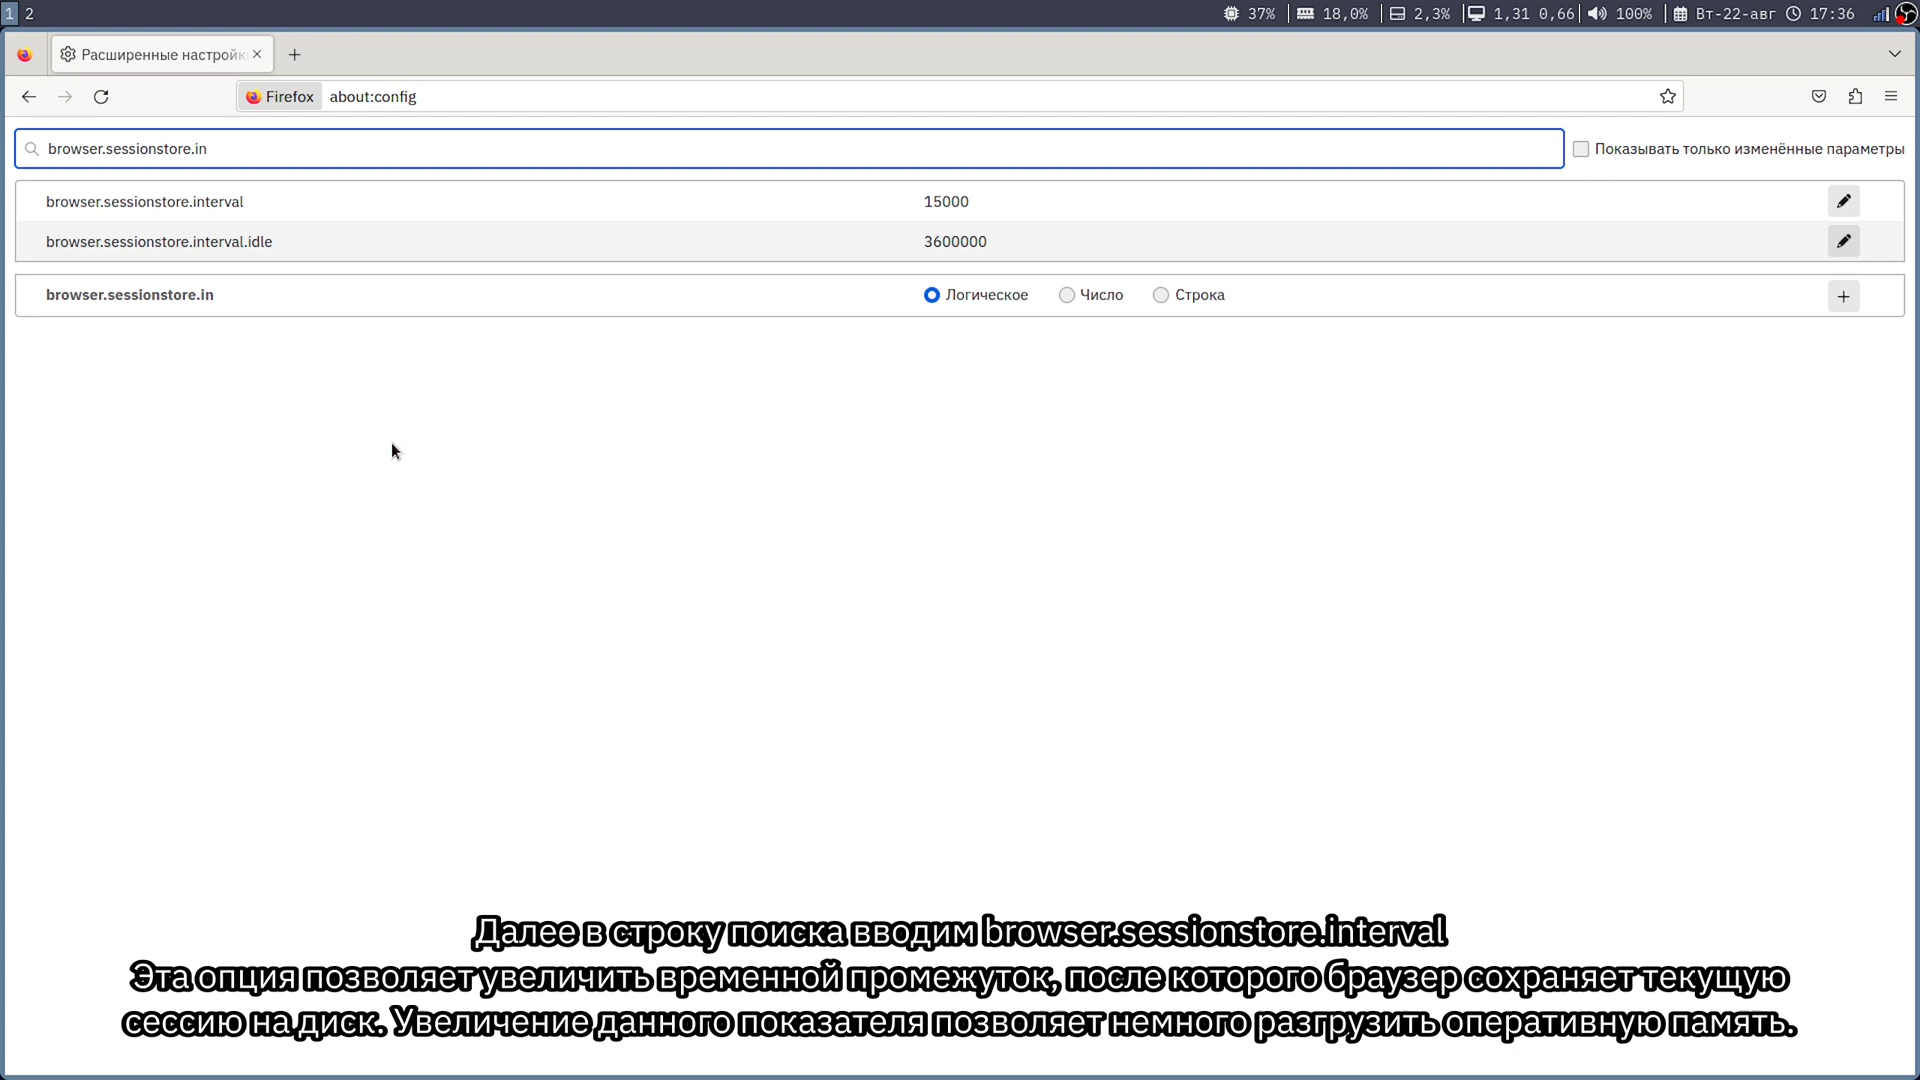 1 2 37% 18,0% 2,3% 1,31 0,66 100% Вт-22-авг 17:36
Расширенные настройк
Firefox about:config
browser.sessionstore.in Показывать только изменённые параметры
browser.sessionstore.interval 15000
browser.sessionstore.interval.idle 3600000
browser.sessionstore.in Логическое Число Строка
Далее в строку поиска вводим browser.sessionstore.interval
Эта опция позволяет увеличить временной промежуток, после которого браузер сохраняет текущую
сессию на диск. Увеличение данного показателя позволяет немного разгрузить оперативную память.